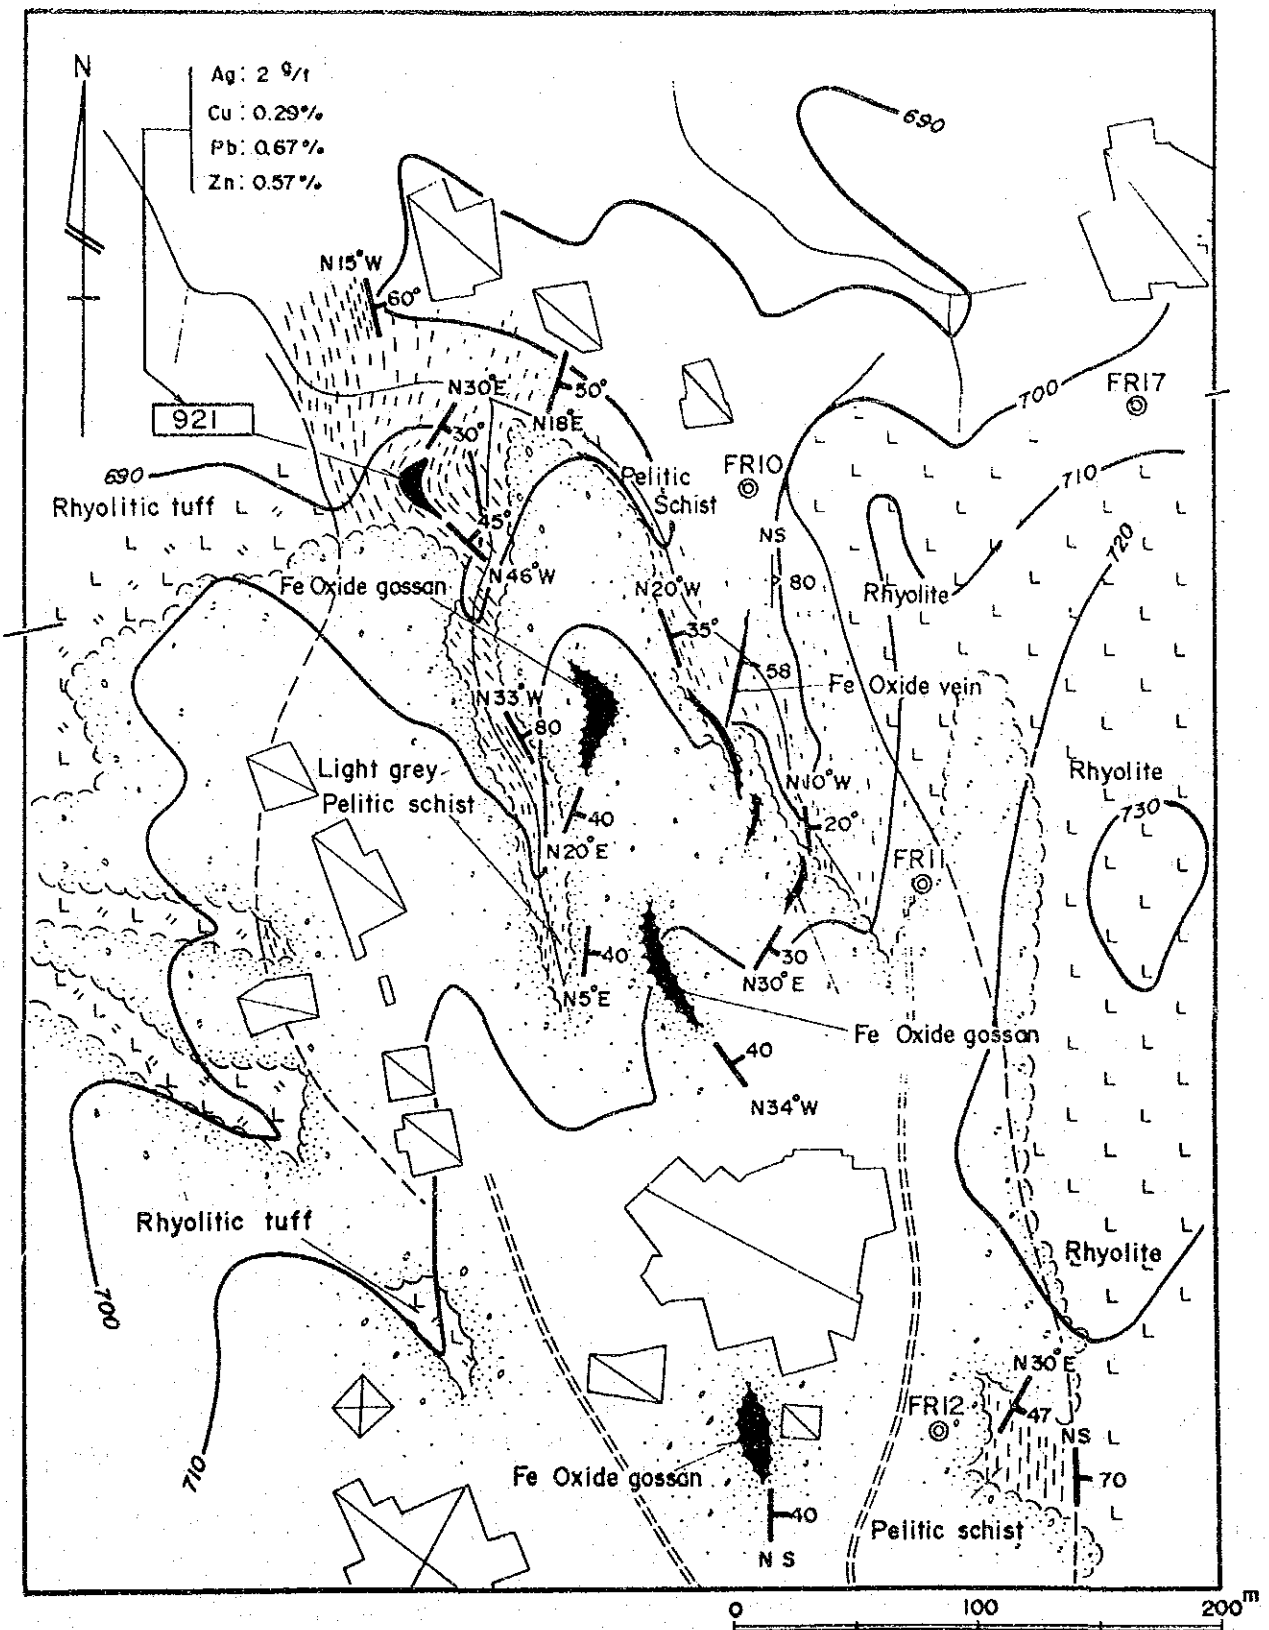 N
Ag: 2 g/t
Cu: 0.29%
Pb: 0.67%
Zn: 0.57%
690
N15°W
60°
FR17
700
N30°E
50°
921
N18°E
30°
690
Pelitic
Schist
FR10
710
Rhyolitic tuff
45°
NS
720
N46°W
Fe Oxide gossan
N20°W
80
Rhyolite
35°
58
Fe Oxide vein
N33°W
80
Light grey
Pelitic schist
N10°W
Rhyolite
40
20°
730
N20°E
FR11
40
30
N30°E
N5°E
Fe Oxide gossan
40
N34°W
Rhyolitic tuff
Rhyolite
700
N30°E
FR12
47
NS
710
Fe Oxide gossan
70
40
Pelitic schist
NS
0 100 200m